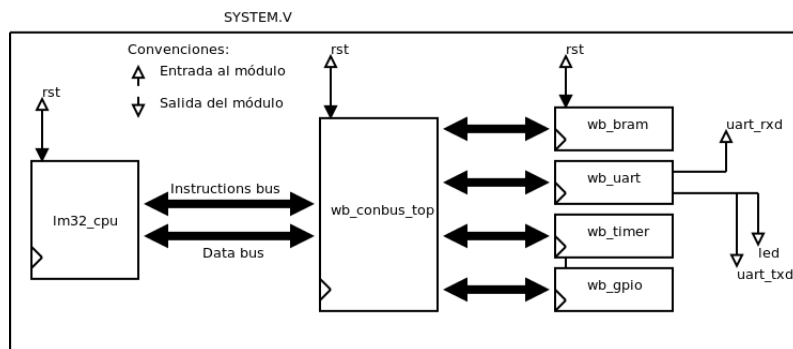 SYSTEM.V
Convenciones:
Entrada al módulo
Salida del módulo
rst
rst
rst
lm32_cpu
Instructions bus
Data bus
wb_conbus_top
wb_bram
wb_uart
wb_timer
wb_gpio
uart_rxd
led
uart_txd